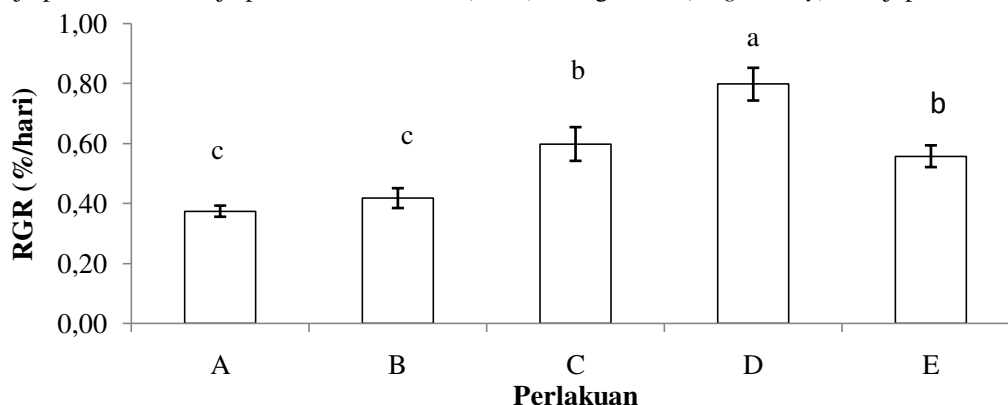 1,00
0,80
0,60
0,40
0,20
0,00
RGR (%/hari)
c
c
b
a
b
A B C D E
Perlakuan